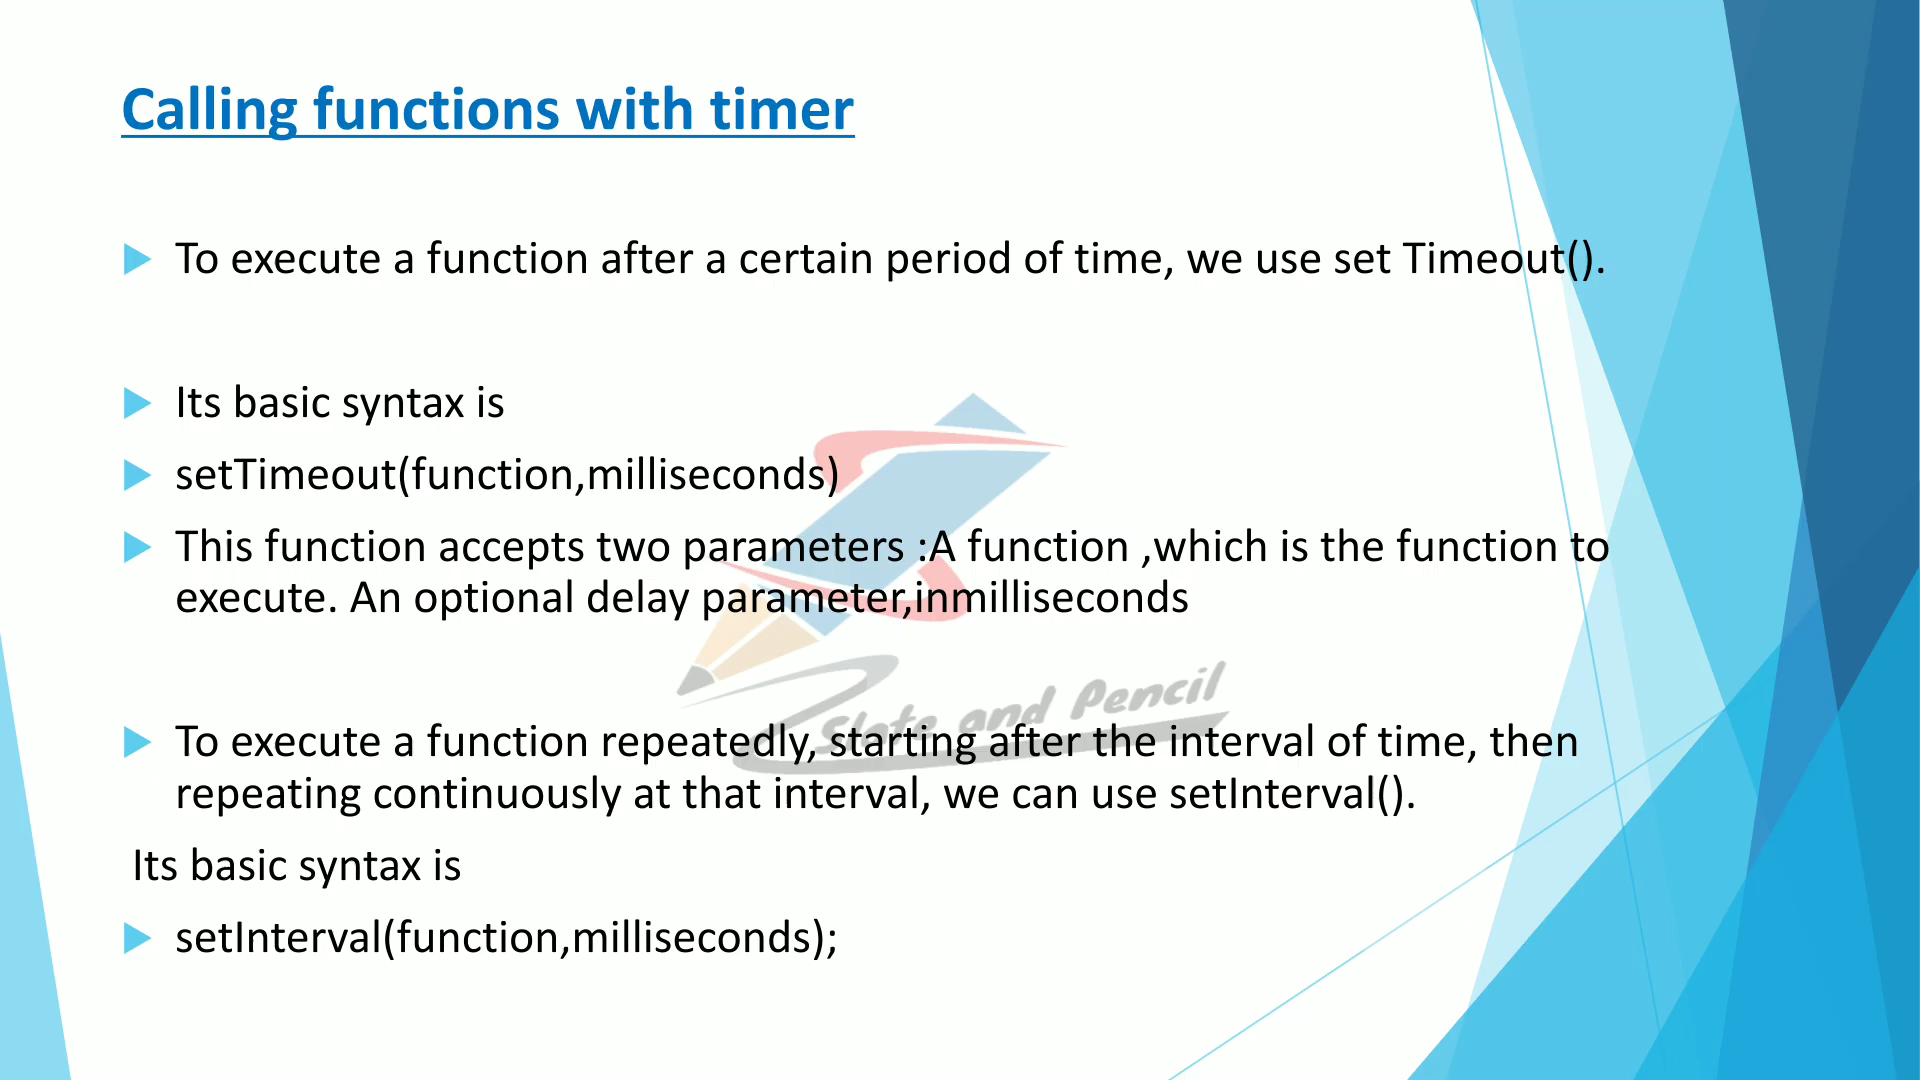 Calling functions with timer
To execute a function after a certain period of time, we use set Timeout().
Its basic syntax is
setTimeout(function,milliseconds)
This function accepts two parameters :A function ,which is the function to
execute. An optional delay parameter,inmilliseconds
Slate and Pencil
To execute a function repeatedly, starting after the interval of time, then
repeating continuously at that interval, we can use setInterval().
Its basic syntax is
setInterval(function,milliseconds);